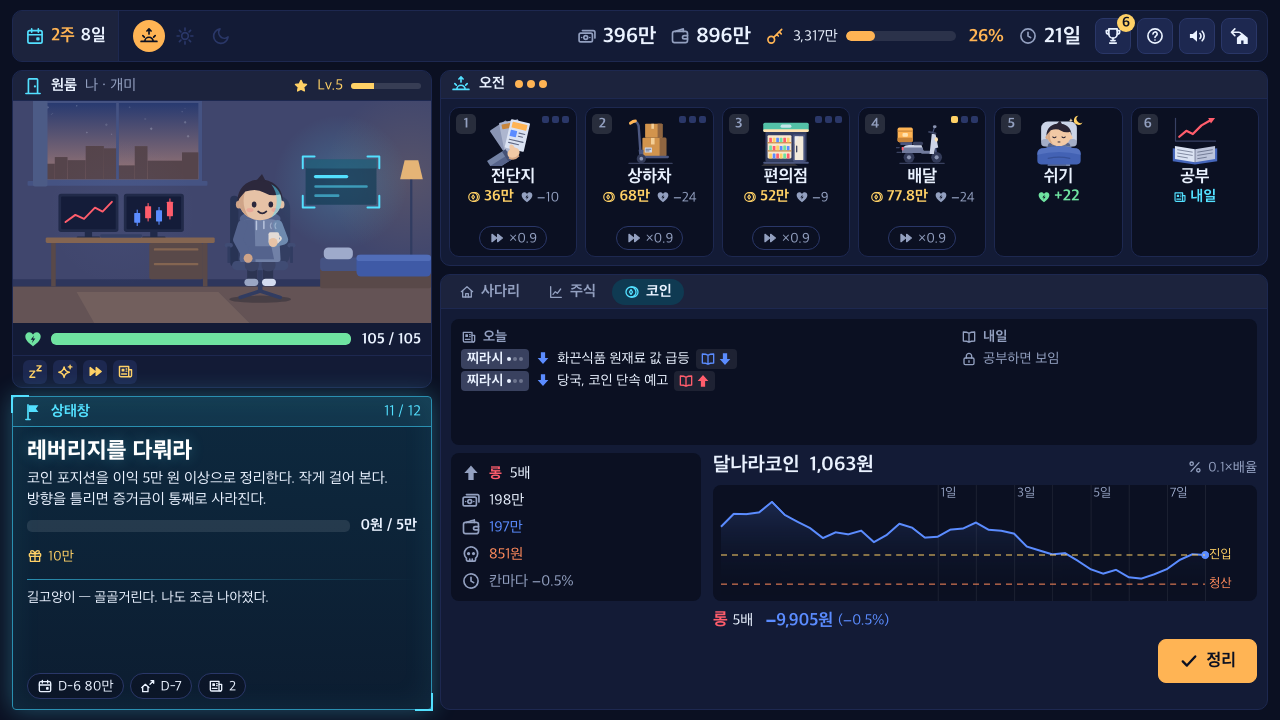 2주 8일
396만
896만
3,317만
26%
21일
6
원룸 나 · 개미
Lv.5
105 / 105
상태창
11 / 12
레버리지를 다뤄라
코인 포지션을 이익 5만 원 이상으로 정리한다. 작게 걸어 본다.
방향을 틀리면 증거금이 통째로 사라진다.
0원 / 5만
10만
길고양이 — 골골거린다. 나도 조금 나아졌다.
D-6 80만
D-7
2
오전
1
전단지
36만 −10
×0.9
2
상하차
68만 −24
×0.9
3
편의점
52만 −9
×0.9
4
배달
77.8만 −24
×0.9
5
쉬기
+22
6
공부
내일
사다리
주식
코인
오늘
찌라시 화끈식품 원재료 값 급등
찌라시 당국, 코인 단속 예고
내일
공부하면 보임
롱 5배
198만
197만
851원
칸마다 −0.5%
달나라코인 1,063원
% 0.1×배율
1일
3일
5일
7일
진입
청산
롱 5배 −9,905원 (−0.5%)
정리